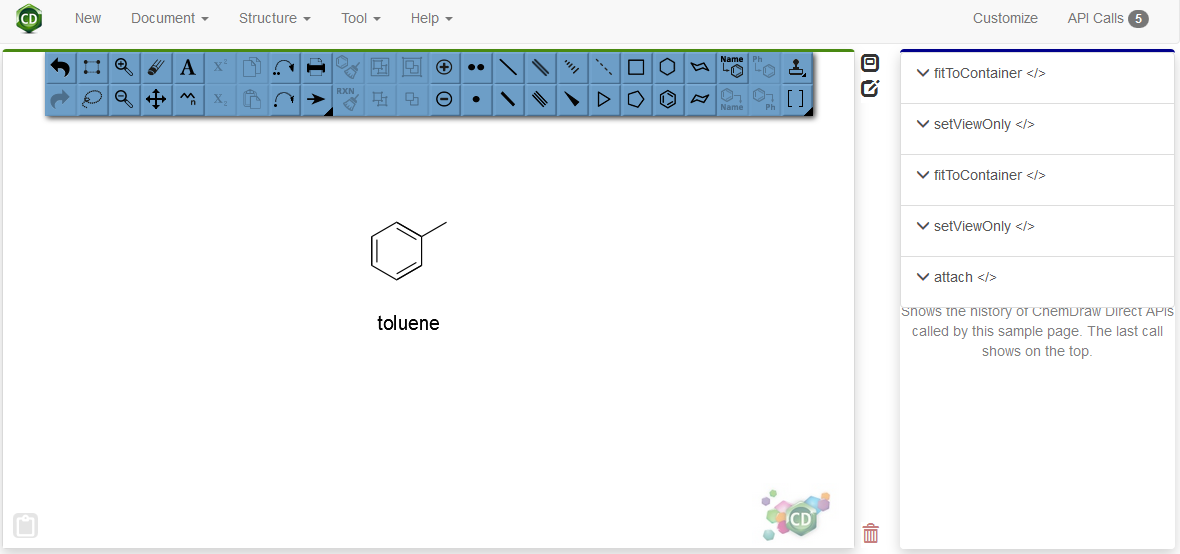 CD New Document Structure Tool Help Customize API Calls 5
A X² Name Ph
RXN X₂ n Name Ph
fitToContainer </>
setViewOnly </>
fitToContainer </>
setViewOnly </>
attach </>
Shows the history of ChemDraw Direct APIs
called by this sample page. The last call
shows on the top.
toluene
CD